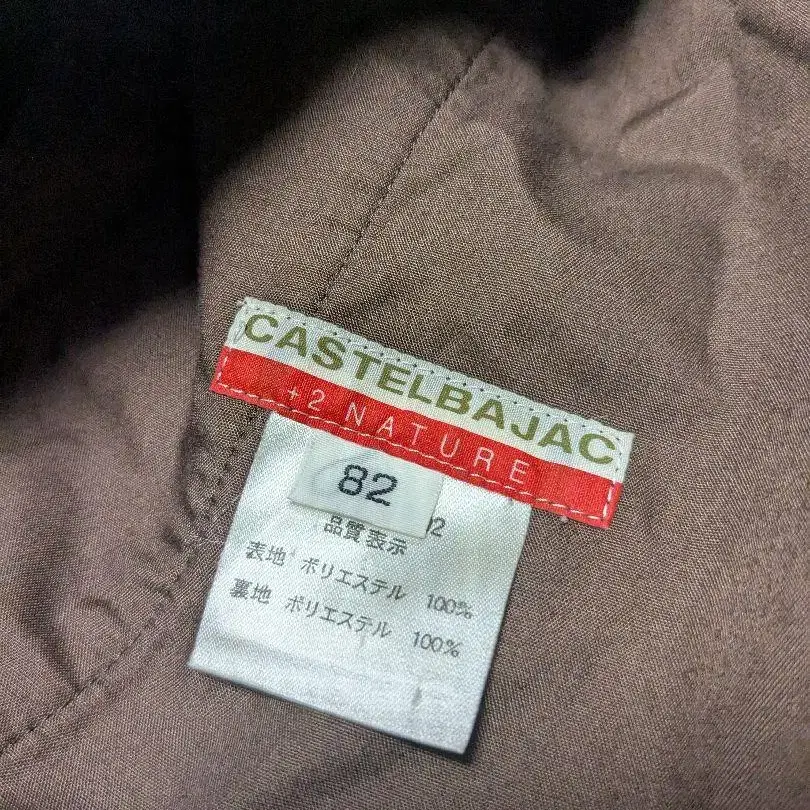 CASTELBAJAC
+2 NATURE
82
02
品質表示
表地 ポリエステル 100%
裏地 ポリエステル 100%